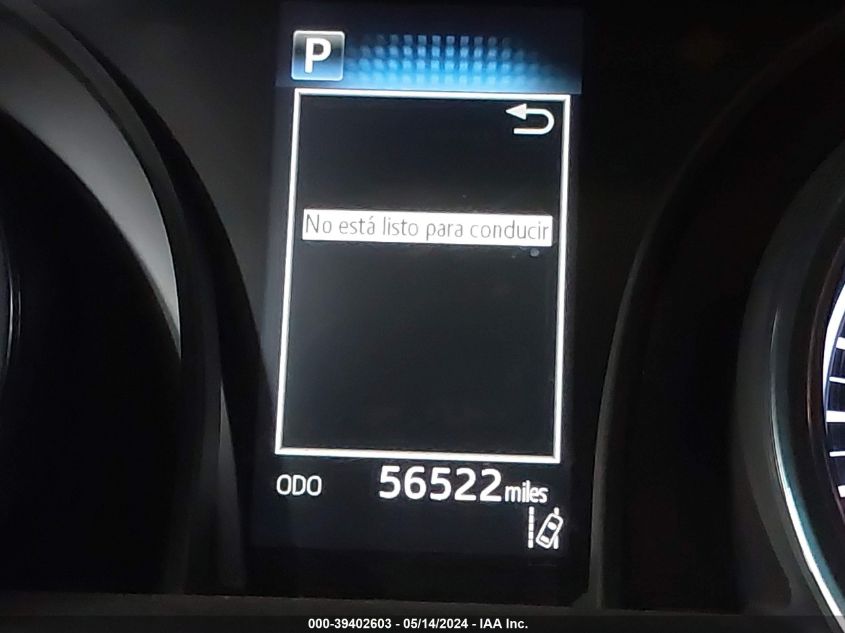 P
No está listo para conducir
ODO 56522 miles
000-39402603 - 05/14/2024 - IAA Inc.